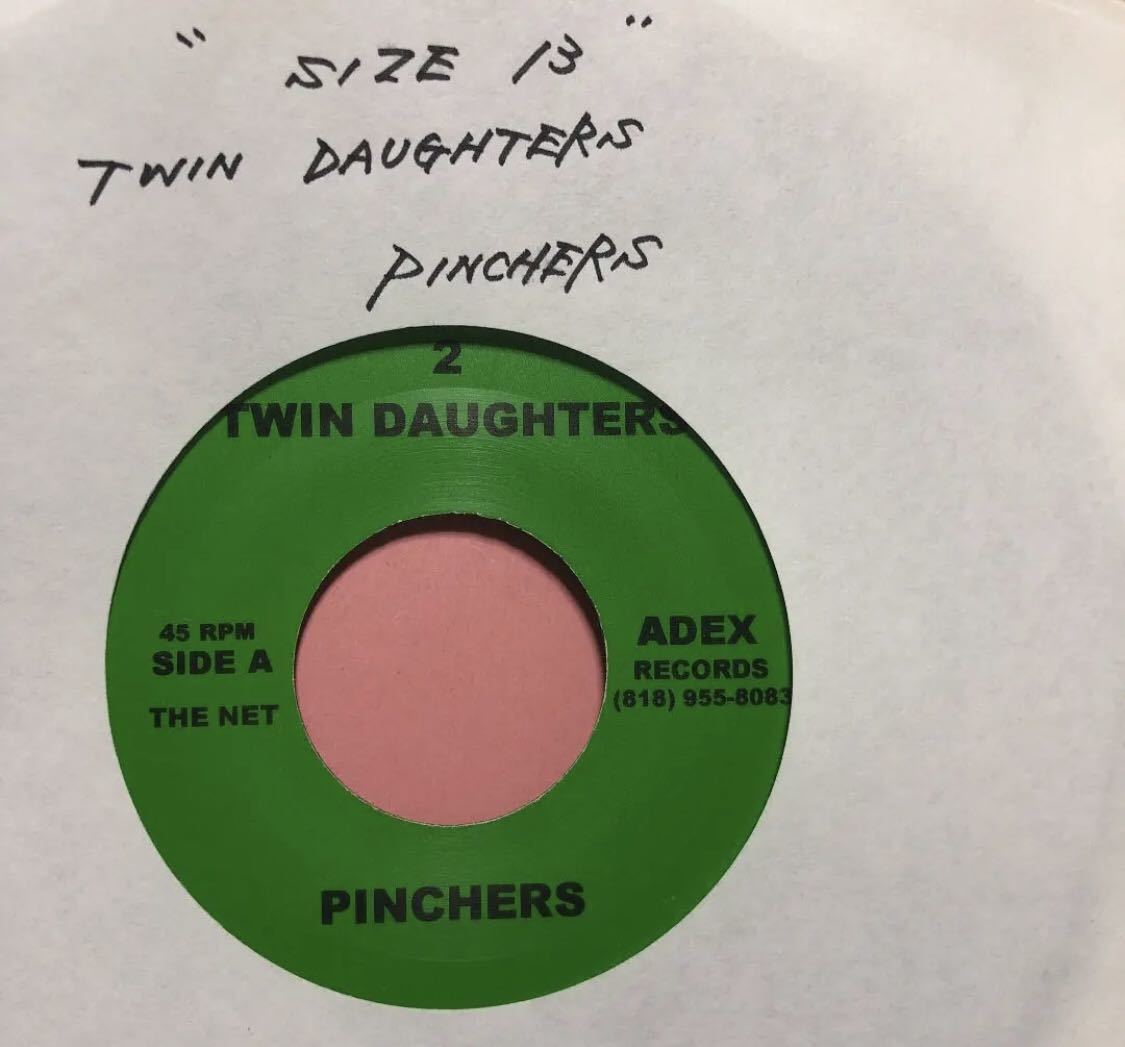 " SIZE 13 "
TWIN DAUGHTERS
PINCHERS
2
TWIN DAUGHTERS
45 RPM
SIDE A
THE NET
ADEX
RECORDS
(818) 955-8083
PINCHERS